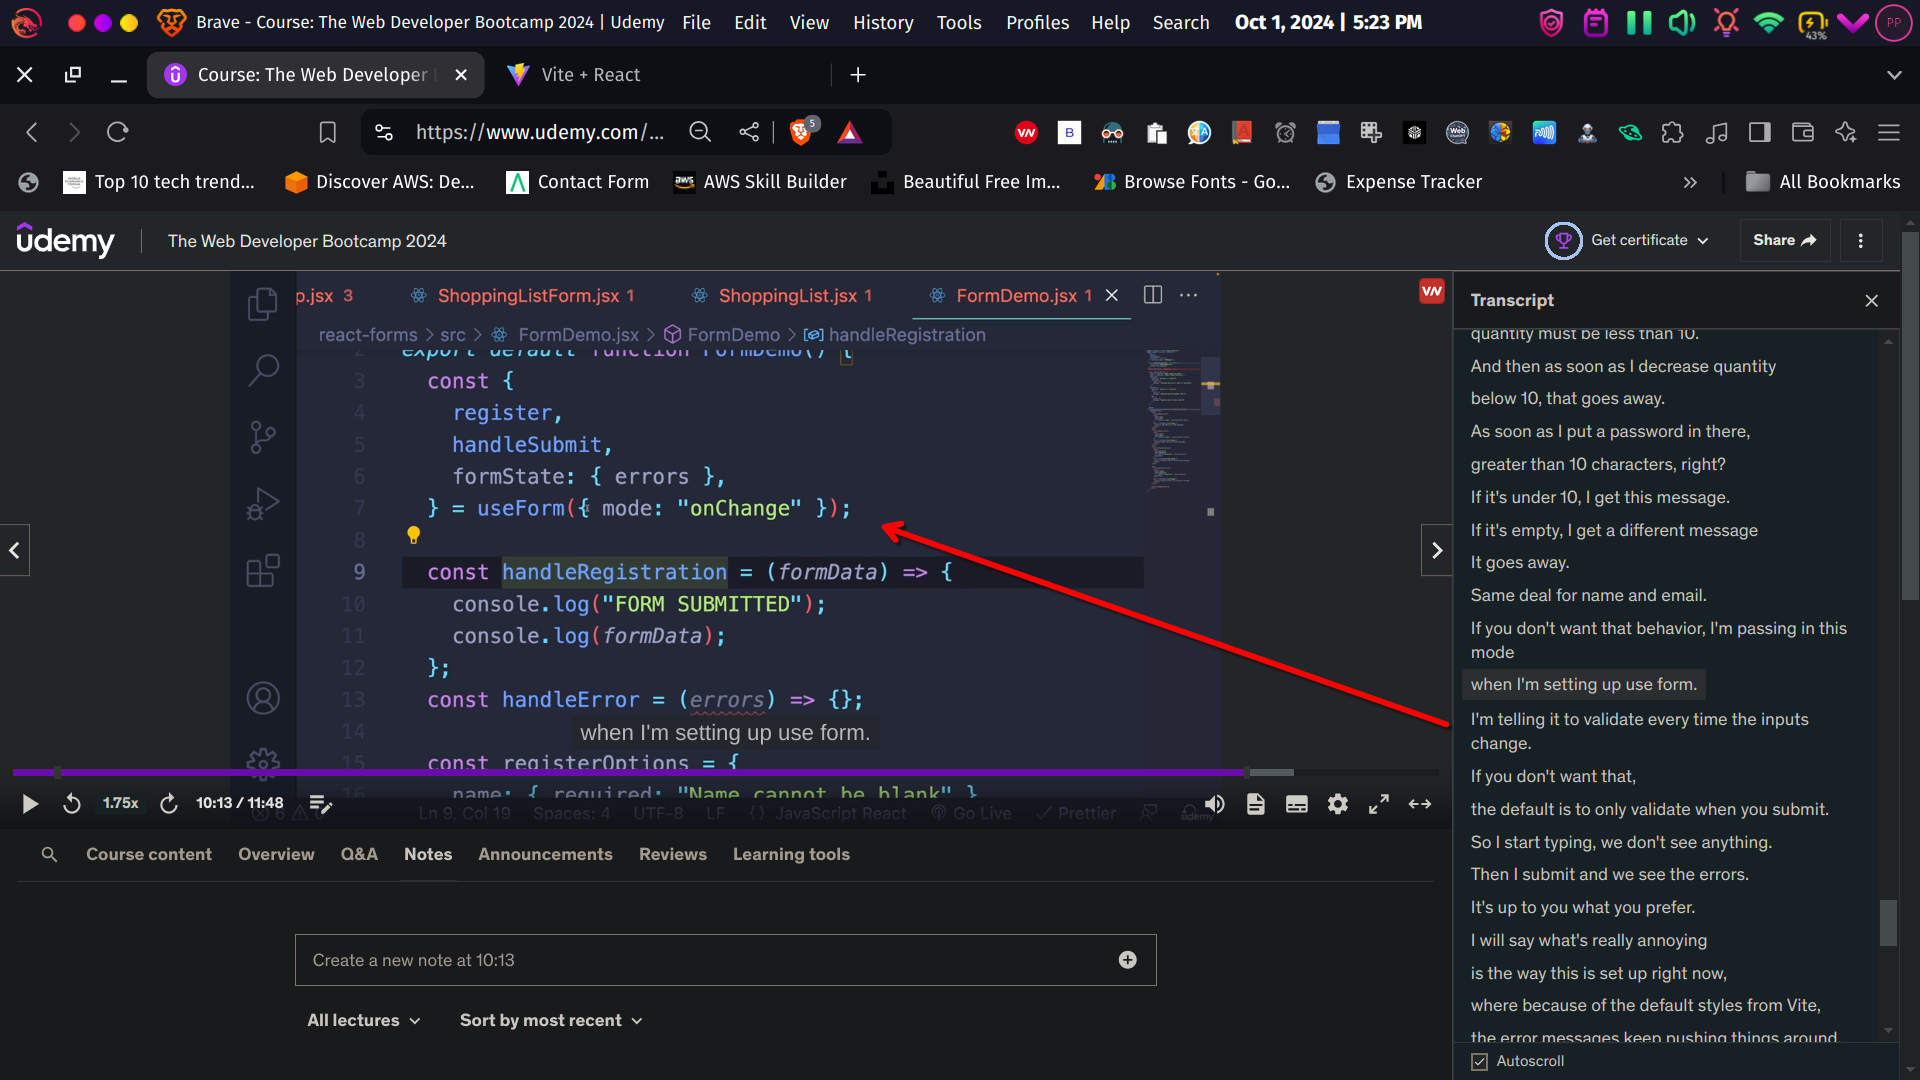 Brave - Course: The Web Developer Bootcamp 2024 | Udemy File Edit View History Tools Profiles Help Search Oct 1, 2024 | 5:23 PM 43% PP
Course: The Web Developer Vite + React
https://www.udemy.com/... 5
Top 10 tech trend... Discover AWS: De... Contact Form AWS Skill Builder Beautiful Free Im... Browse Fonts - Go... Expense Tracker All Bookmarks
udemy The Web Developer Bootcamp 2024 Get certificate Share
p.jsx 3 ShoppingListForm.jsx 1 ShoppingList.jsx 1 FormDemo.jsx 1
react-forms > src > FormDemo.jsx > FormDemo > handleRegistration
2 export default function FormDemo() {
3 const {
4 register,
5 handleSubmit,
6 formState: { errors },
7 } = useForm({ mode: "onChange" });
8
9 const handleRegistration = (formData) => {
10 console.log("FORM SUBMITTED");
11 console.log(formData);
12 };
13 const handleError = (errors) => {};
14
when I'm setting up use form.
15 const registerOptions = {
16 name: { required: "Name cannot be blank" }
1.75x 10:13 / 11:48
Ln 9, Col 19 Spaces: 4 UTF-8 LF {} JavaScript React Go Live Prettier udemy
Course content Overview Q&A Notes Announcements Reviews Learning tools
Create a new note at 10:13
All lectures Sort by most recent
Transcript
quantity must be less than 10.
And then as soon as I decrease quantity
below 10, that goes away.
As soon as I put a password in there,
greater than 10 characters, right?
If it's under 10, I get this message.
If it's empty, I get a different message
It goes away.
Same deal for name and email.
If you don't want that behavior, I'm passing in this
mode
when I'm setting up use form.
I'm telling it to validate every time the inputs
change.
If you don't want that,
the default is to only validate when you submit.
So I start typing, we don't see anything.
Then I submit and we see the errors.
It's up to you what you prefer.
I will say what's really annoying
is the way this is set up right now,
where because of the default styles from Vite,
the error messages keep pushing things around.
Autoscroll